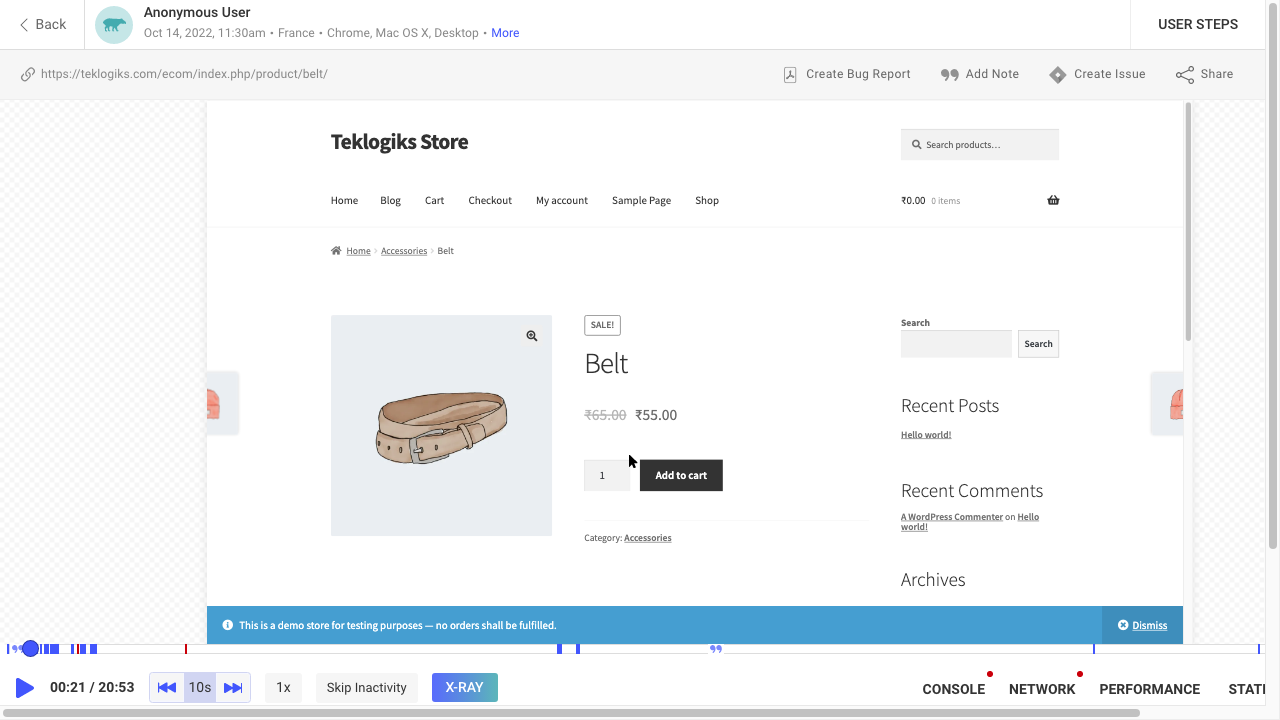 Back
Anonymous User
Oct 14, 2022, 11:30am • France • Chrome, Mac OS X, Desktop • More
USER STEPS
https://teklogiks.com/ecom/index.php/product/belt/
Create Bug Report
Add Note
Create Issue
Share
Teklogiks Store
Search products…
Home
Blog
Cart
Checkout
My account
Sample Page
Shop
₹0.00 0 items
Home › Accessories › Belt
SALE!
Belt
₹65.00 ₹55.00
1
Add to cart
Category: Accessories
Search
Search
Recent Posts
Hello world!
Recent Comments
A WordPress Commenter on Hello
world!
Archives
This is a demo store for testing purposes — no orders shall be fulfilled.
Dismiss
00:21 / 20:53
10s
1x
Skip Inactivity
X-RAY
CONSOLE
NETWORK
PERFORMANCE